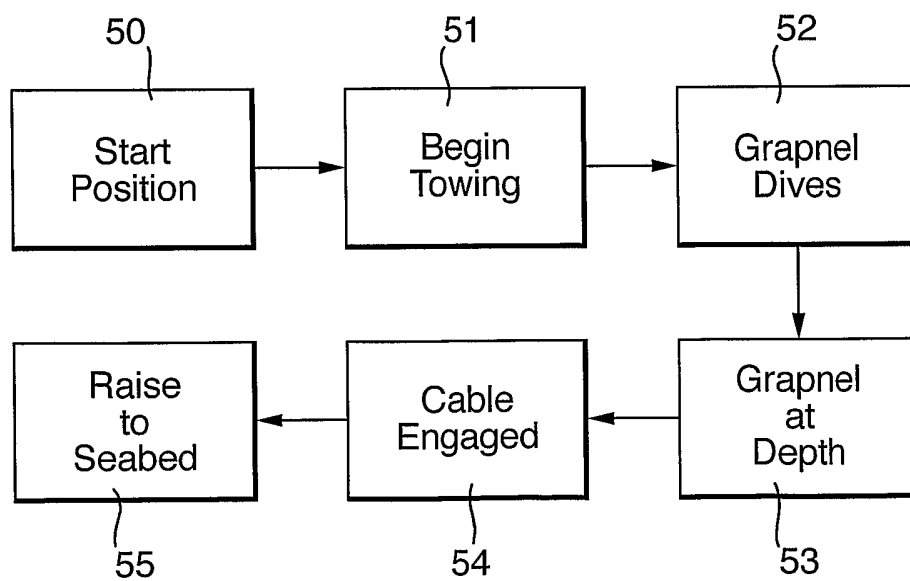 50
51
52
Start
Position
Begin
Towing
Grapnel
Dives
Raise
to
Seabed
Cable
Engaged
Grapnel
at
Depth
55
54
53